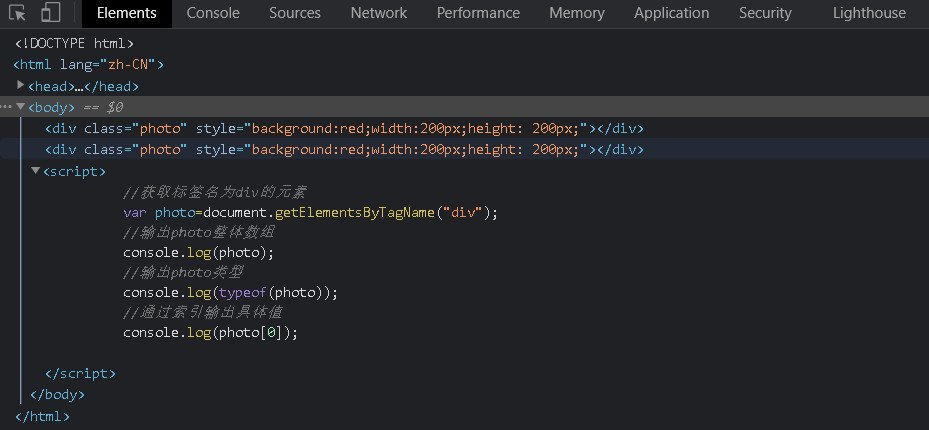 Elements Console Sources Network Performance Memory Application Security Lighthouse
<!DOCTYPE html>
<html lang="zh-CN">
<head>…</head>
<body> == $0
<div class="photo" style="background:red;width:200px;height: 200px;"></div>
<div class="photo" style="background:red;width:200px;height: 200px;"></div>
<script>
//获取标签名为div的元素
var photo=document.getElementsByTagName("div");
//输出photo整体数组
console.log(photo);
//输出photo类型
console.log(typeof(photo));
//通过索引输出具体值
console.log(photo[0]);
</script>
</body>
</html>